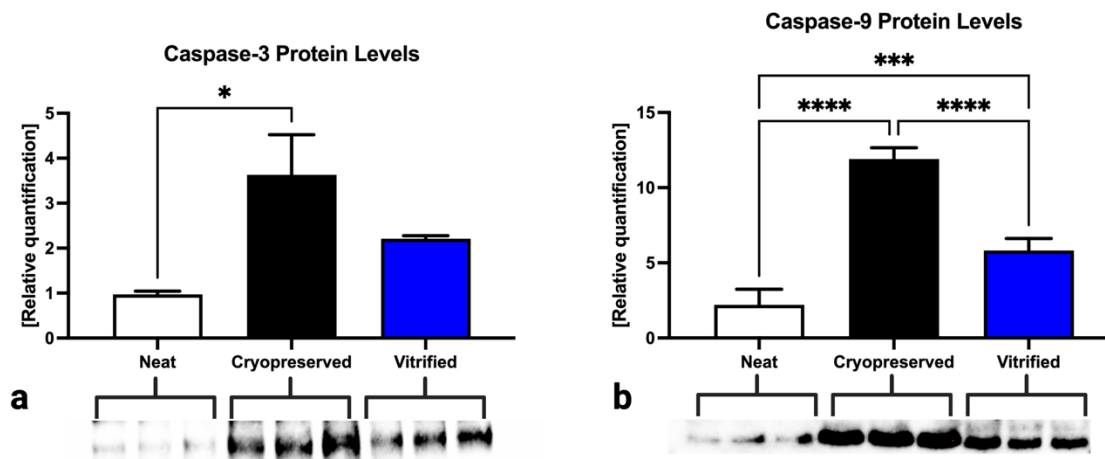 Caspase-3 Protein Levels
*
[Relative quantification]
5
4
3
2
1
0
Neat Cryopreserved Vitrified
a
Caspase-9 Protein Levels
***
**** ****
[Relative quantification]
15
10
5
0
Neat Cryopreserved Vitrified
b